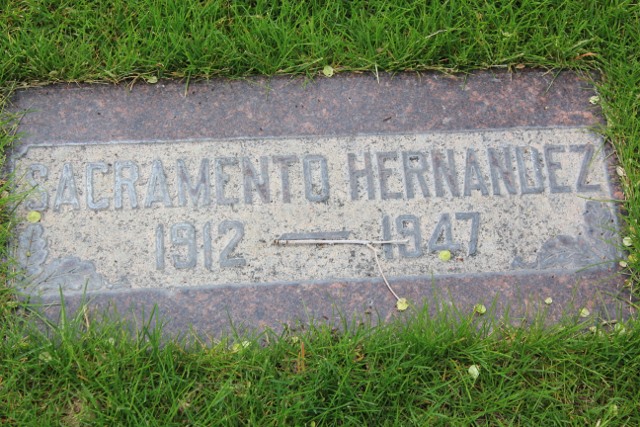 SACRAMENTO HERNANDEZ
1912 — 1947